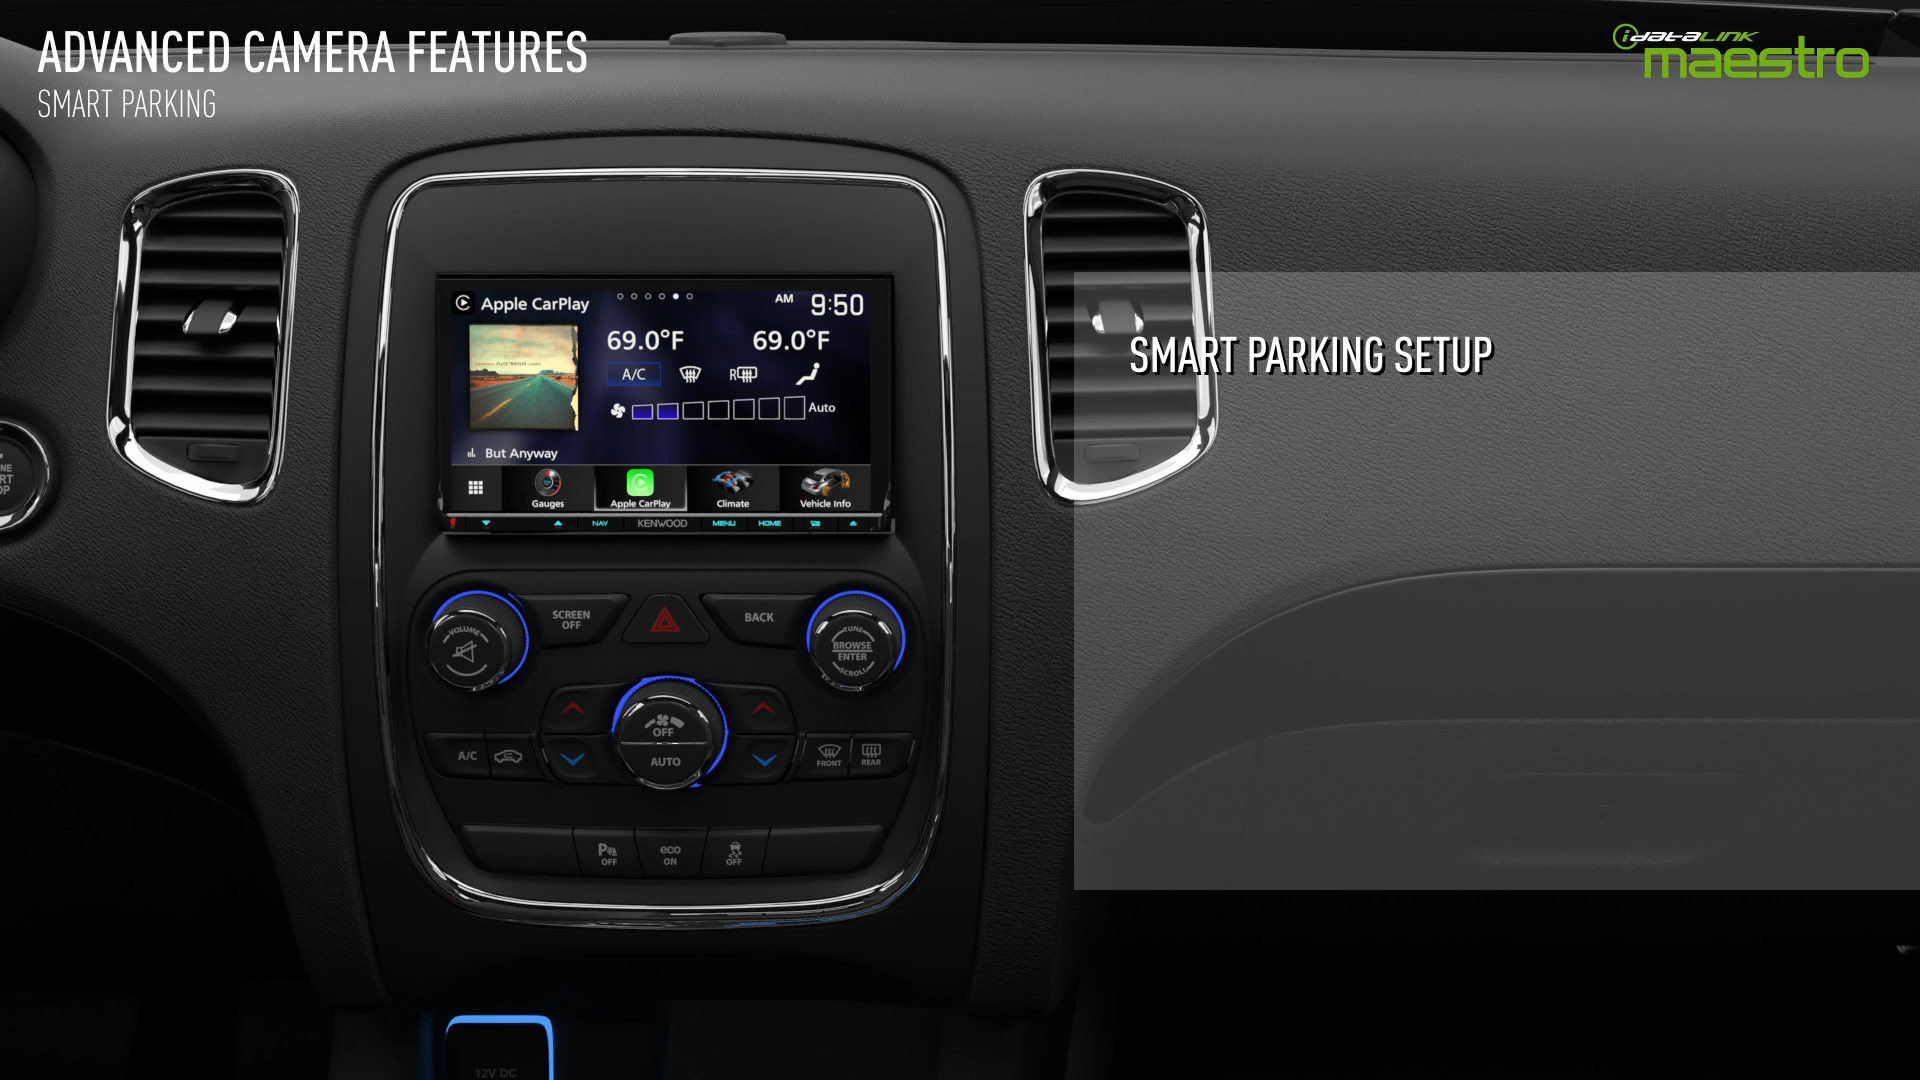 ADVANCED CAMERA FEATURES
SMART PARKING
iDATALINK
maestro
Apple CarPlay
AM 9:50
69.0°F 69.0°F
A/C R
Auto
But Anyway
Gauges Apple CarPlay Climate Vehicle Info
NAV KENWOOD MENU HOME
SMART PARKING SETUP
SCREEN
OFF
BACK
VOLUME
TUNE
BROWSE
ENTER
SCROLL
OFF
AUTO
A/C
FRONT
REAR
P
OFF
eco
ON
OFF
12V DC